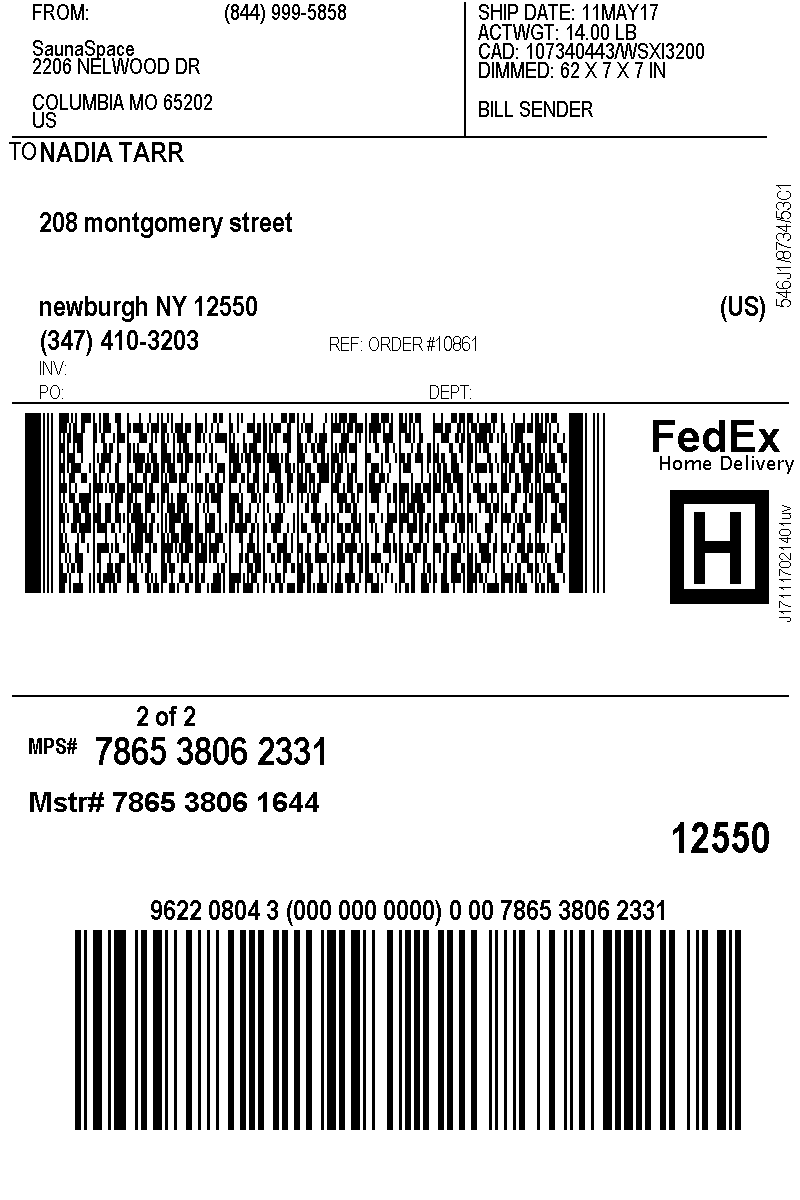 FROM: (844) 999-5858
SaunaSpace
2206 NELWOOD DR
COLUMBIA MO 65202
US
SHIP DATE: 11MAY17
ACTWGT: 14.00 LB
CAD: 107340443/WSXI3200
DIMMED: 62 X 7 X 7 IN
BILL SENDER
TO NADIA TARR
208 montgomery street
newburgh NY 12550 (US)
(347) 410-3203 REF: ORDER #10861
INV:
PO: DEPT:
546J1/8734/53C1
FedEx
Home Delivery
H
J171117021401uv
2 of 2
MPS# 7865 3806 2331
Mstr# 7865 3806 1644
12550
9622 0804 3 (000 000 0000) 0 00 7865 3806 2331